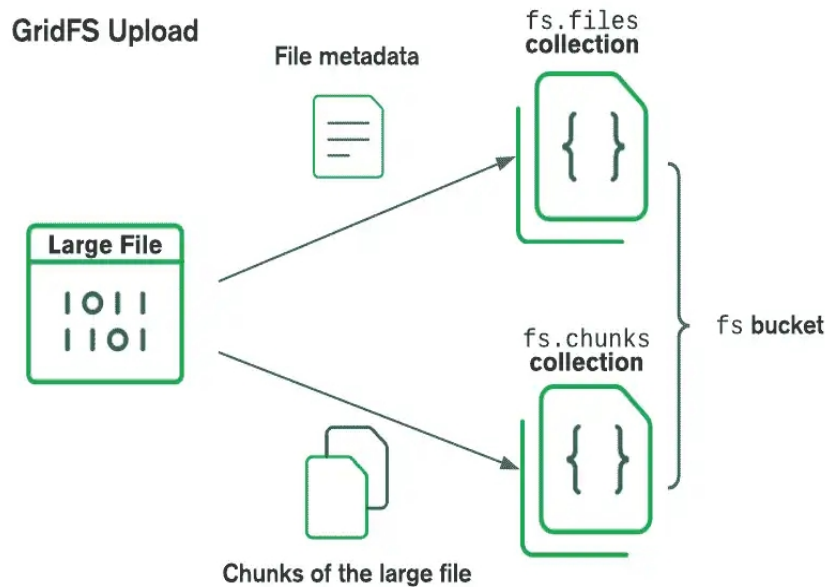 GridFS Upload
File metadata
fs.files
collection
Large File
1011
1101
fs.chunks
collection
fs bucket
Chunks of the large file
{ }
{ }